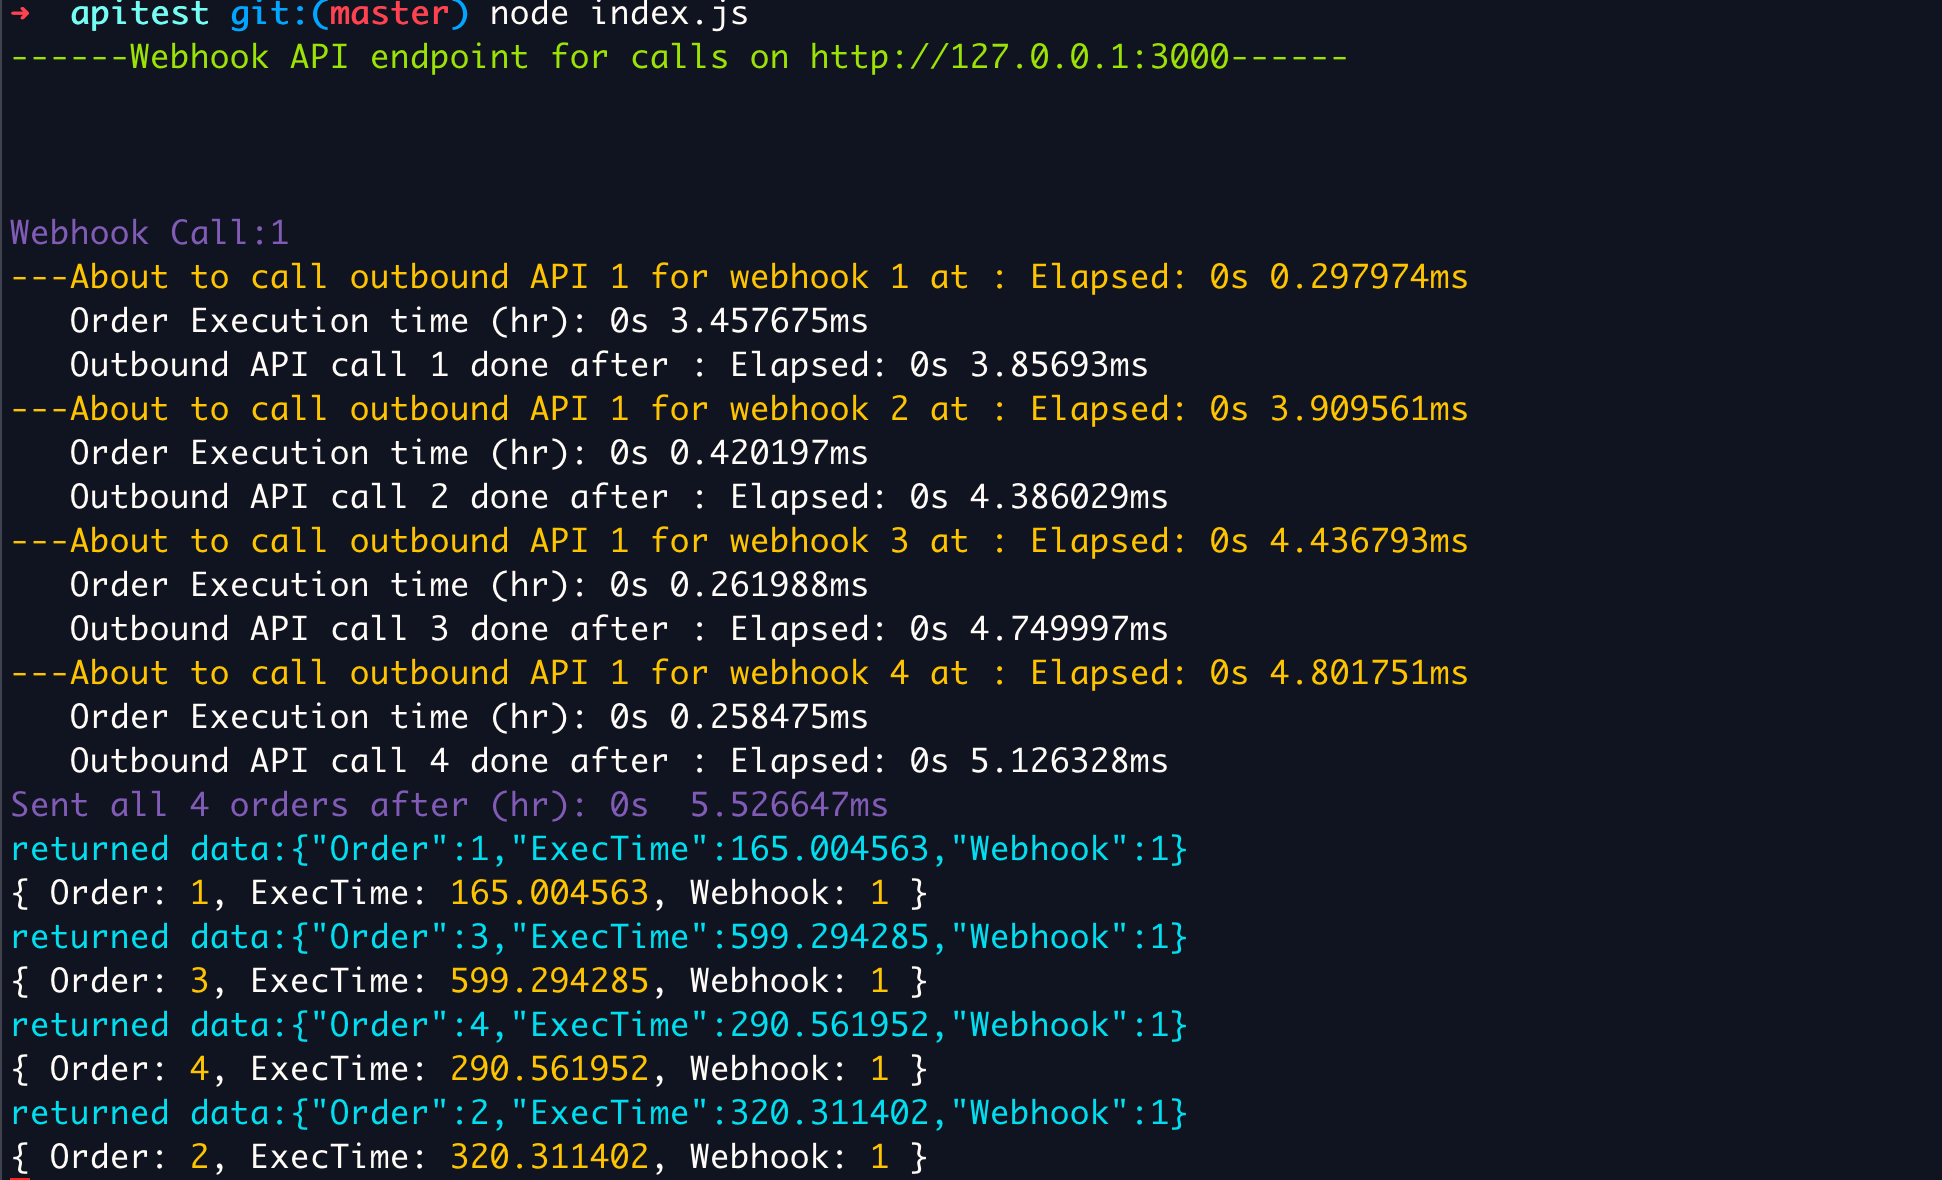 ➜  apitest git:(master) node index.js
------Webhook API endpoint for calls on http://127.0.0.1:3000------
Webhook Call:1
---About to call outbound API 1 for webhook 1 at : Elapsed: 0s 0.297974ms
   Order Execution time (hr): 0s 3.457675ms
   Outbound API call 1 done after : Elapsed: 0s 3.85693ms
---About to call outbound API 1 for webhook 2 at : Elapsed: 0s 3.909561ms
   Order Execution time (hr): 0s 0.420197ms
   Outbound API call 2 done after : Elapsed: 0s 4.386029ms
---About to call outbound API 1 for webhook 3 at : Elapsed: 0s 4.436793ms
   Order Execution time (hr): 0s 0.261988ms
   Outbound API call 3 done after : Elapsed: 0s 4.749997ms
---About to call outbound API 1 for webhook 4 at : Elapsed: 0s 4.801751ms
   Order Execution time (hr): 0s 0.258475ms
   Outbound API call 4 done after : Elapsed: 0s 5.126328ms
Sent all 4 orders after (hr): 0s  5.526647ms
returned data:{"Order":1,"ExecTime":165.004563,"Webhook":1}
{ Order: 1, ExecTime: 165.004563, Webhook: 1 }
returned data:{"Order":3,"ExecTime":599.294285,"Webhook":1}
{ Order: 3, ExecTime: 599.294285, Webhook: 1 }
returned data:{"Order":4,"ExecTime":290.561952,"Webhook":1}
{ Order: 4, ExecTime: 290.561952, Webhook: 1 }
returned data:{"Order":2,"ExecTime":320.311402,"Webhook":1}
{ Order: 2, ExecTime: 320.311402, Webhook: 1 }